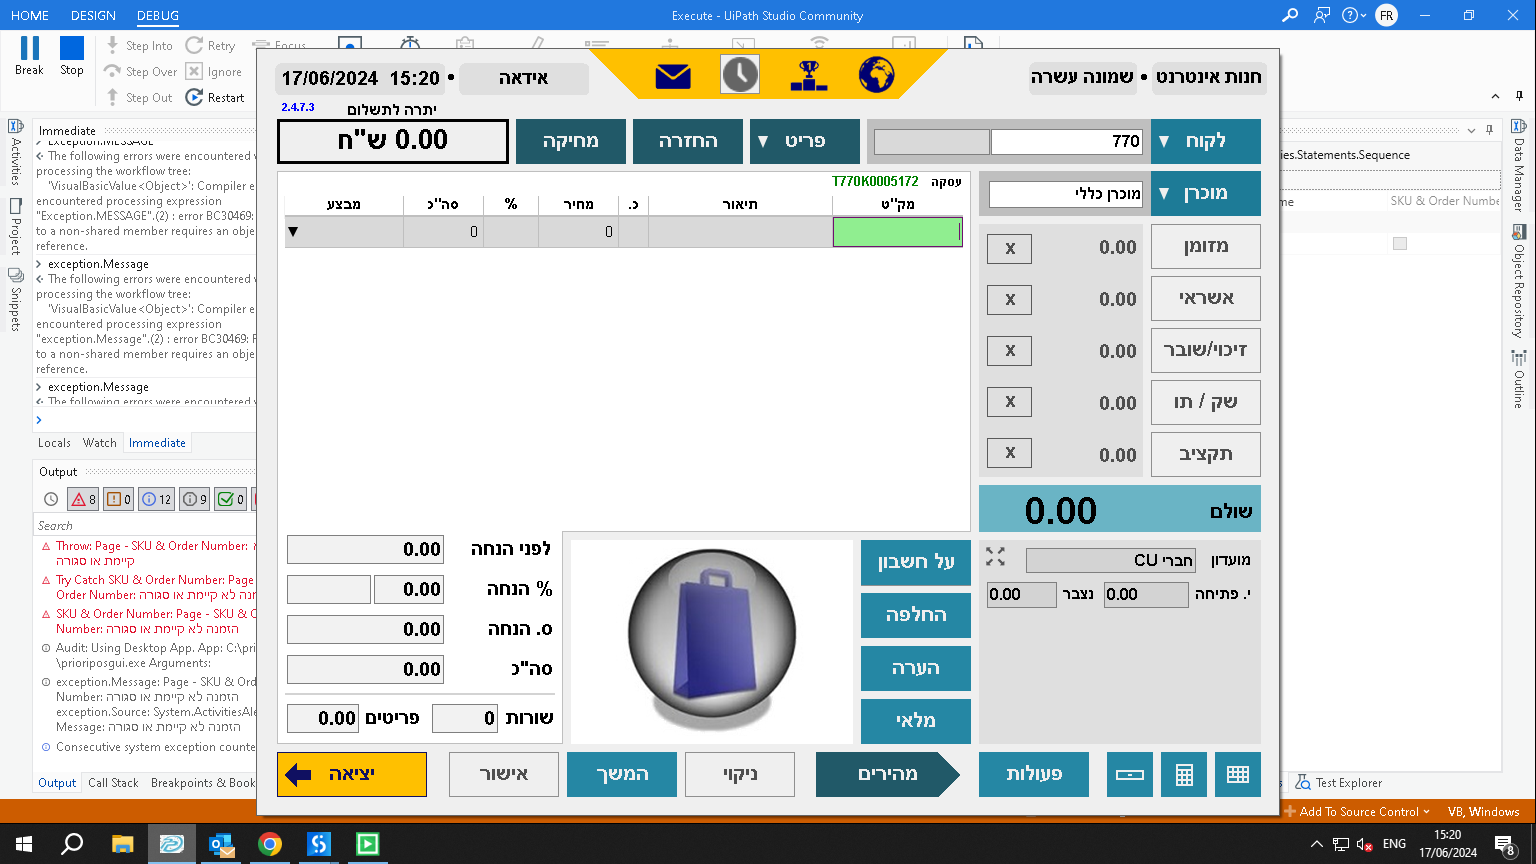 HOME DESIGN DEBUG
Execute - UiPath Studio Community
FR
Break
Stop
Step Into
Step Over
Step Out
Retry
Ignore
Restart
Focus
17/06/2024 15:20 •
אידאה
שמונה עשרה • חנות אינטרנט
2.4.7.3
יתרה לתשלום
0.00 ש"ח
מחיקה
החזרה
פריט
770
לקוח
עסקה T770K0005172
מוכרן כללי
מוכרן
מק"ט
תיאור
כ.
מחיר
%
סה"כ
מבצע
0
0
מזומן 0.00 X
אשראי 0.00 X
זיכוי/שובר 0.00 X
שק / תו 0.00 X
תקציב 0.00 X
שולם 0.00
מועדון חברי CU
י. פתיחה 0.00 נצבר 0.00
לפני הנחה 0.00
% הנחה 0.00
ס. הנחה 0.00
סה"כ 0.00
שורות 0 פריטים 0.00
על חשבון
החלפה
הערה
מלאי
יציאה
אישור
המשך
ניקוי
מהירים
פעולות
Activities
Project
Snippets
Immediate
Exception.MESSAGE
The following errors were encountered
processing the workflow tree:
'VisualBasicValue<Object>': Compiler e
encountered processing expression
"Exception.MESSAGE".(2) : error BC30469:
to a non-shared member requires an obje
reference.
exception.Message
The following errors were encountered
processing the workflow tree:
'VisualBasicValue<Object>': Compiler e
encountered processing expression
"exception.Message".(2) : error BC30469: R
to a non-shared member requires an obje
reference.
exception.Message
The following errors were encountered
Locals Watch Immediate
Output
8 0 12 9 0
Search
Throw: Page - SKU & Order Number:
קיימת או סגורה
Try Catch SKU & Order Number: Page
Order Number: מנה לא קיימת או סגורה
SKU & Order Number: Page - SKU & O
Number: הזמנה לא קיימת או סגורה
Audit: Using Desktop App. App: C:\pri
\prioriposgui.exe Arguments:
exception.Message: Page - SKU & Ord
Number: הזמנה לא קיימת או סגורה
exception.Source: System.ActivitiesAle
Message: הזמנה לא קיימת או סגורה
Consecutive system exception counte
Output Call Stack Breakpoints & Book
ies.Statements.Sequence
me
SKU & Order Numbe
Data Manager
Object Repository
Outline
s
Test Explorer
Add To Source Control
VB, Windows
ENG
15:20
17/06/2024
8